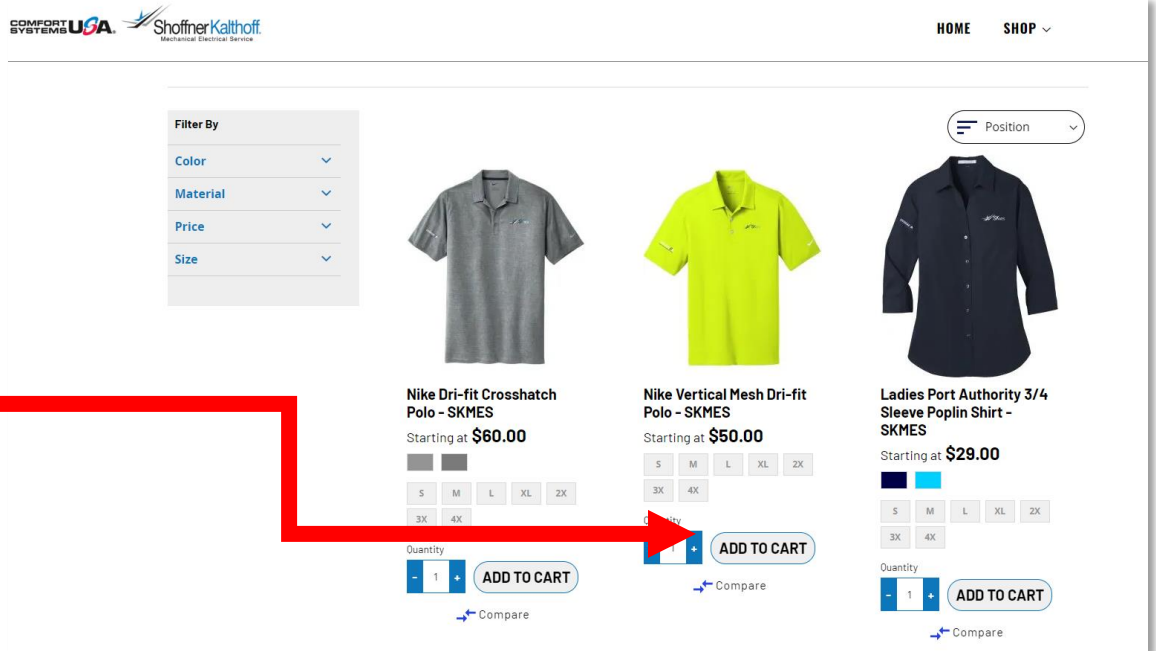 COMFORT SYSTEMS USA.
Shoffner Kalthoff.
Mechanical Electrical Service
HOME SHOP
Filter By
Color
Material
Price
Size
Position
Nike Dri-fit Crosshatch
Polo - SKMES
Starting at $60.00
S M L XL 2X
3X 4X
Quantity
- 1 + ADD TO CART
Compare
Nike Vertical Mesh Dri-fit
Polo - SKMES
Starting at $50.00
S M L XL 2X
3X 4X
1 + ADD TO CART
Compare
Ladies Port Authority 3/4
Sleeve Poplin Shirt -
SKMES
Starting at $29.00
S M L XL 2X
3X 4X
Quantity
- 1 + ADD TO CART
Compare